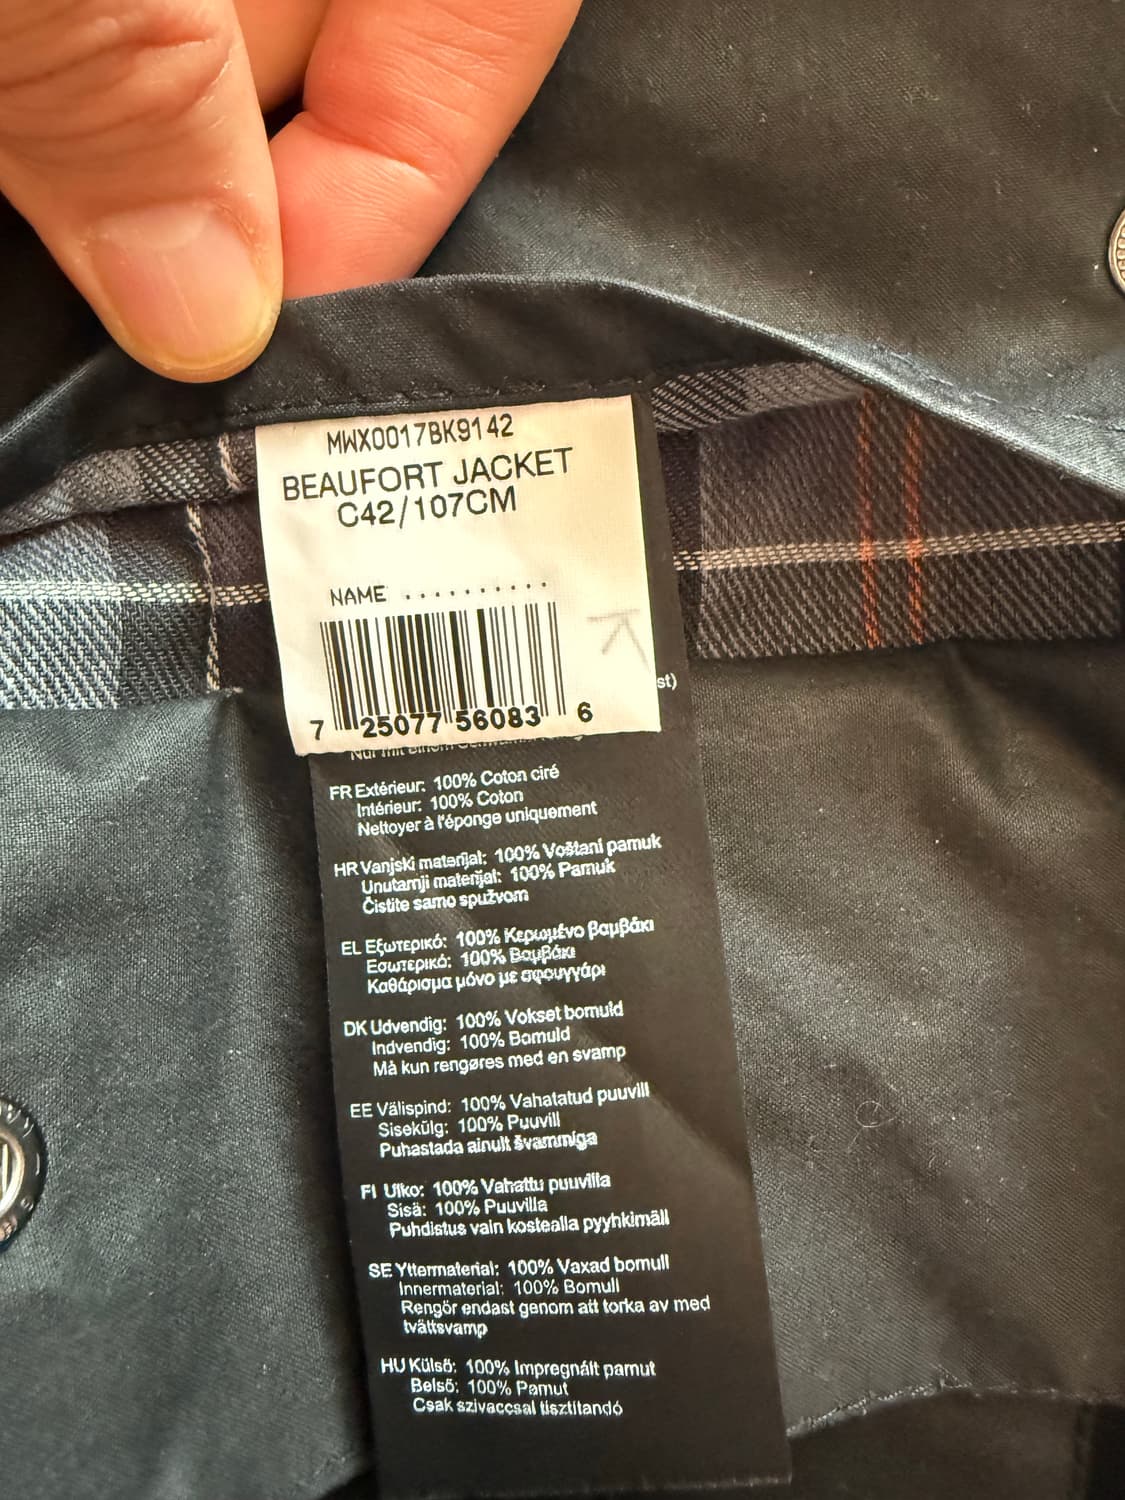 MWX0017BK9142
BEAUFORT JACKET
C42/107CM
NAME ..........
7 25077 56083 6
st)
FR Extérieur: 100% Coton ciré
Intérieur: 100% Coton
Nettoyer à l'éponge uniquement
HR Vanjski materijal: 100% Voštani pamuk
Unutarnji materijal: 100% Pamuk
Čistite samo spužvom
EL Εξωτερικό: 100% Κερωμένο βαμβάκι
Εσωτερικό: 100% Βαμβάκι
Καθάρισμα μόνο με σφουγγάρι
DK Udvendig: 100% Vokset bomuld
Indvendig: 100% Bomuld
Må kun rengøres med en svamp
EE Välispind: 100% Vahatatud puuvill
Sisekülg: 100% Puuvill
Puhastada ainult švammiga
FI Ulko: 100% Vahattu puuvilla
Sisä: 100% Puuvilla
Puhdistus vain kostealla pyyhkimäll
SE Yttermaterial: 100% Vaxad bomull
Innermaterial: 100% Bomull
Rengör endast genom att torka av med
tvättsvamp
HU Külső: 100% Impregnált pamut
Belső: 100% Pamut
Csak szivaccsal tisztítandó